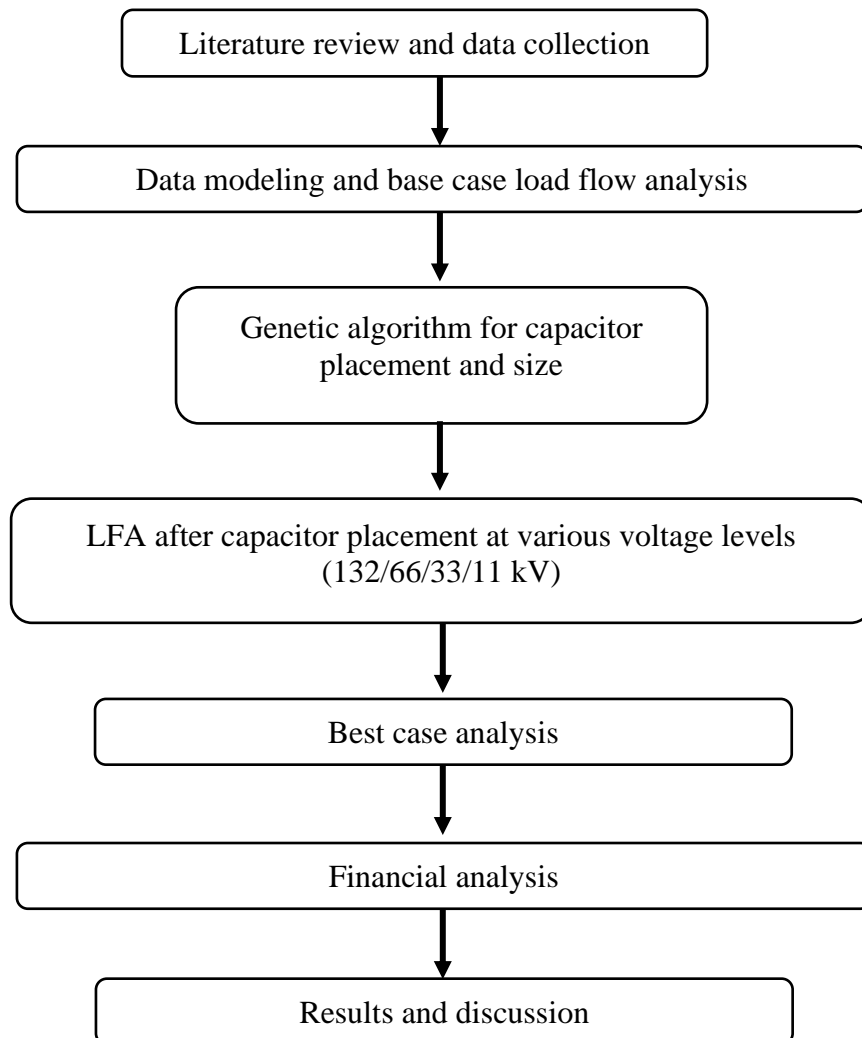 Literature review and data collection
Data modeling and base case load flow analysis
Genetic algorithm for capacitor
placement and size
LFA after capacitor placement at various voltage levels
(132/66/33/11 kV)
Best case analysis
Financial analysis
Results and discussion